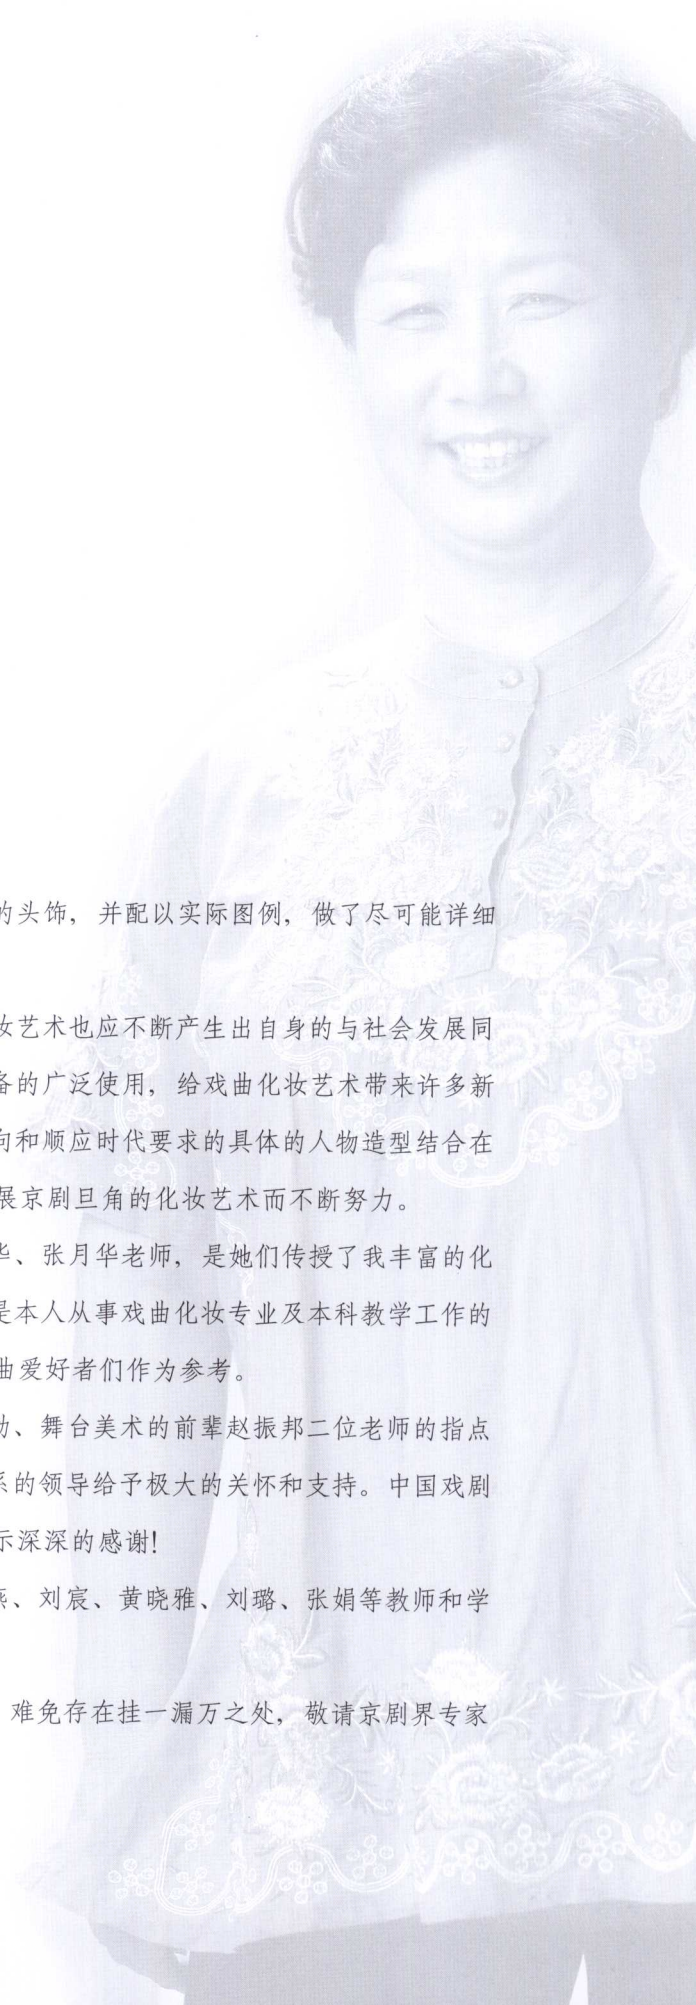 的头饰，并配以实际图例，做了尽可能详细
妆艺术也应不断产生出自身的与社会发展同
备的广泛使用，给戏曲化妆艺术带来许多新
向和顺应时代要求的具体的人物造型结合在
展京剧旦角的化妆艺术而不断努力。
华、张月华老师，是她们传授了我丰富的化
是本人从事戏曲化妆专业及本科教学工作的
曲爱好者们作为参考。
、舞台美术的前辈赵振邦二位老师的指点
系的领导给予极大的关怀和支持。中国戏剧
示深深的感谢！
燕、刘宸、黄晓雅、刘璐、张娟等教师和学
难免存在挂一漏万之处，敬请京剧界专家